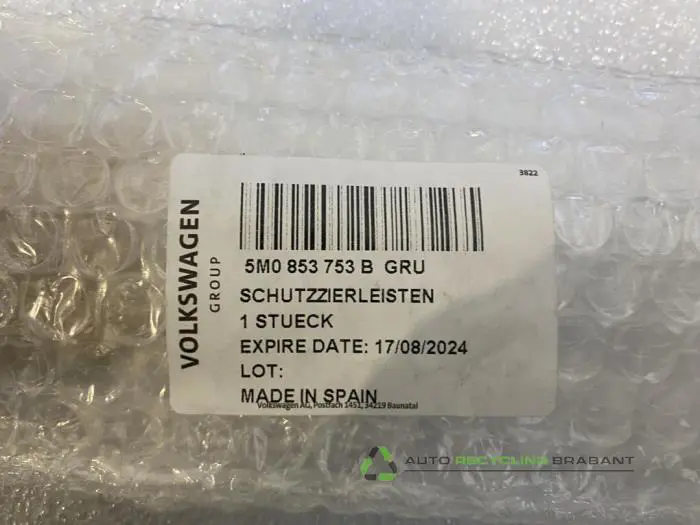 3822
VOLKSWAGEN
GROUP
5M0 853 753 B GRU
SCHUTZZIERLEISTEN
1 STUECK
EXPIRE DATE: 17/08/2024
LOT:
MADE IN SPAIN
Volkswagen AG, Postfach 1451, 34219 Baunatal
AUTO RECYCLING BRABANT